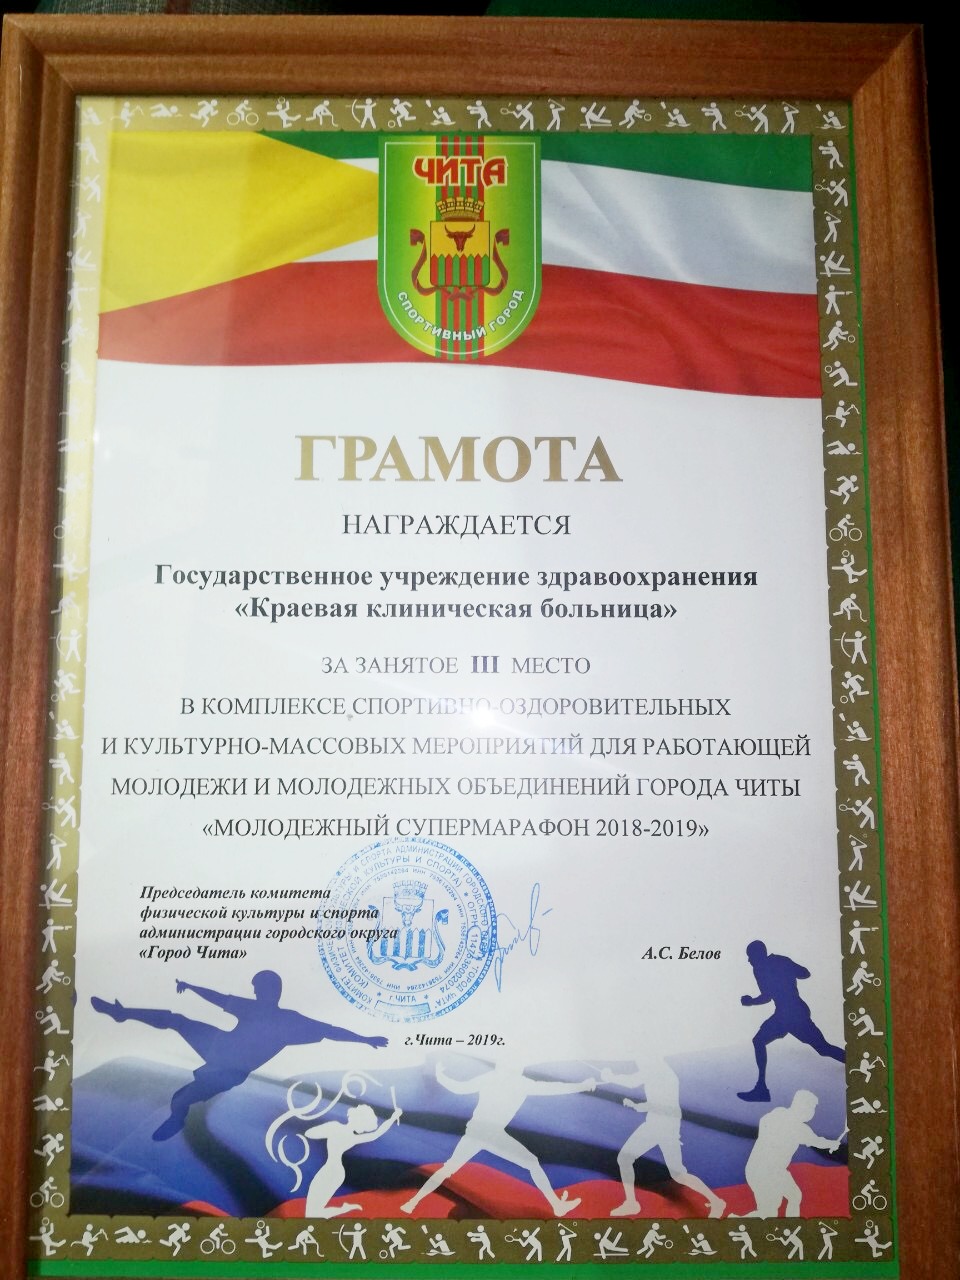 ЧИТА
СПОРТИВНЫЙ ГОРОД
ГРАМОТА
НАГРАЖДАЕТСЯ
Государственное учреждение здравоохранения
«Краевая клиническая больница»
ЗА ЗАНЯТОЕ III МЕСТО
В КОМПЛЕКСЕ СПОРТИВНО-ОЗДОРОВИТЕЛЬНЫХ
И КУЛЬТУРНО-МАССОВЫХ МЕРОПРИЯТИЙ ДЛЯ РАБОТАЮЩЕЙ
МОЛОДЕЖИ И МОЛОДЕЖНЫХ ОБЪЕДИНЕНИЙ ГОРОДА ЧИТЫ
«МОЛОДЕЖНЫЙ СУПЕРМАРАФОН 2018-2019»
Председатель комитета
физической культуры и спорта
администрации городского округа
«Город Чита»
А.С. Белов
г.Чита – 2019г.